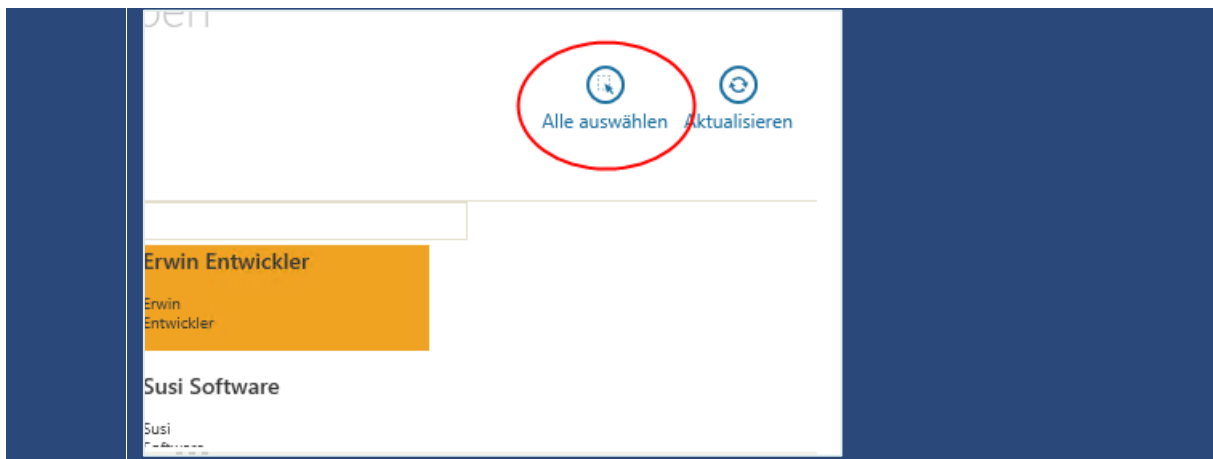 Alle auswählen Aktualisieren
Erwin Entwickler
Erwin
Entwickler
Susi Software
Susi